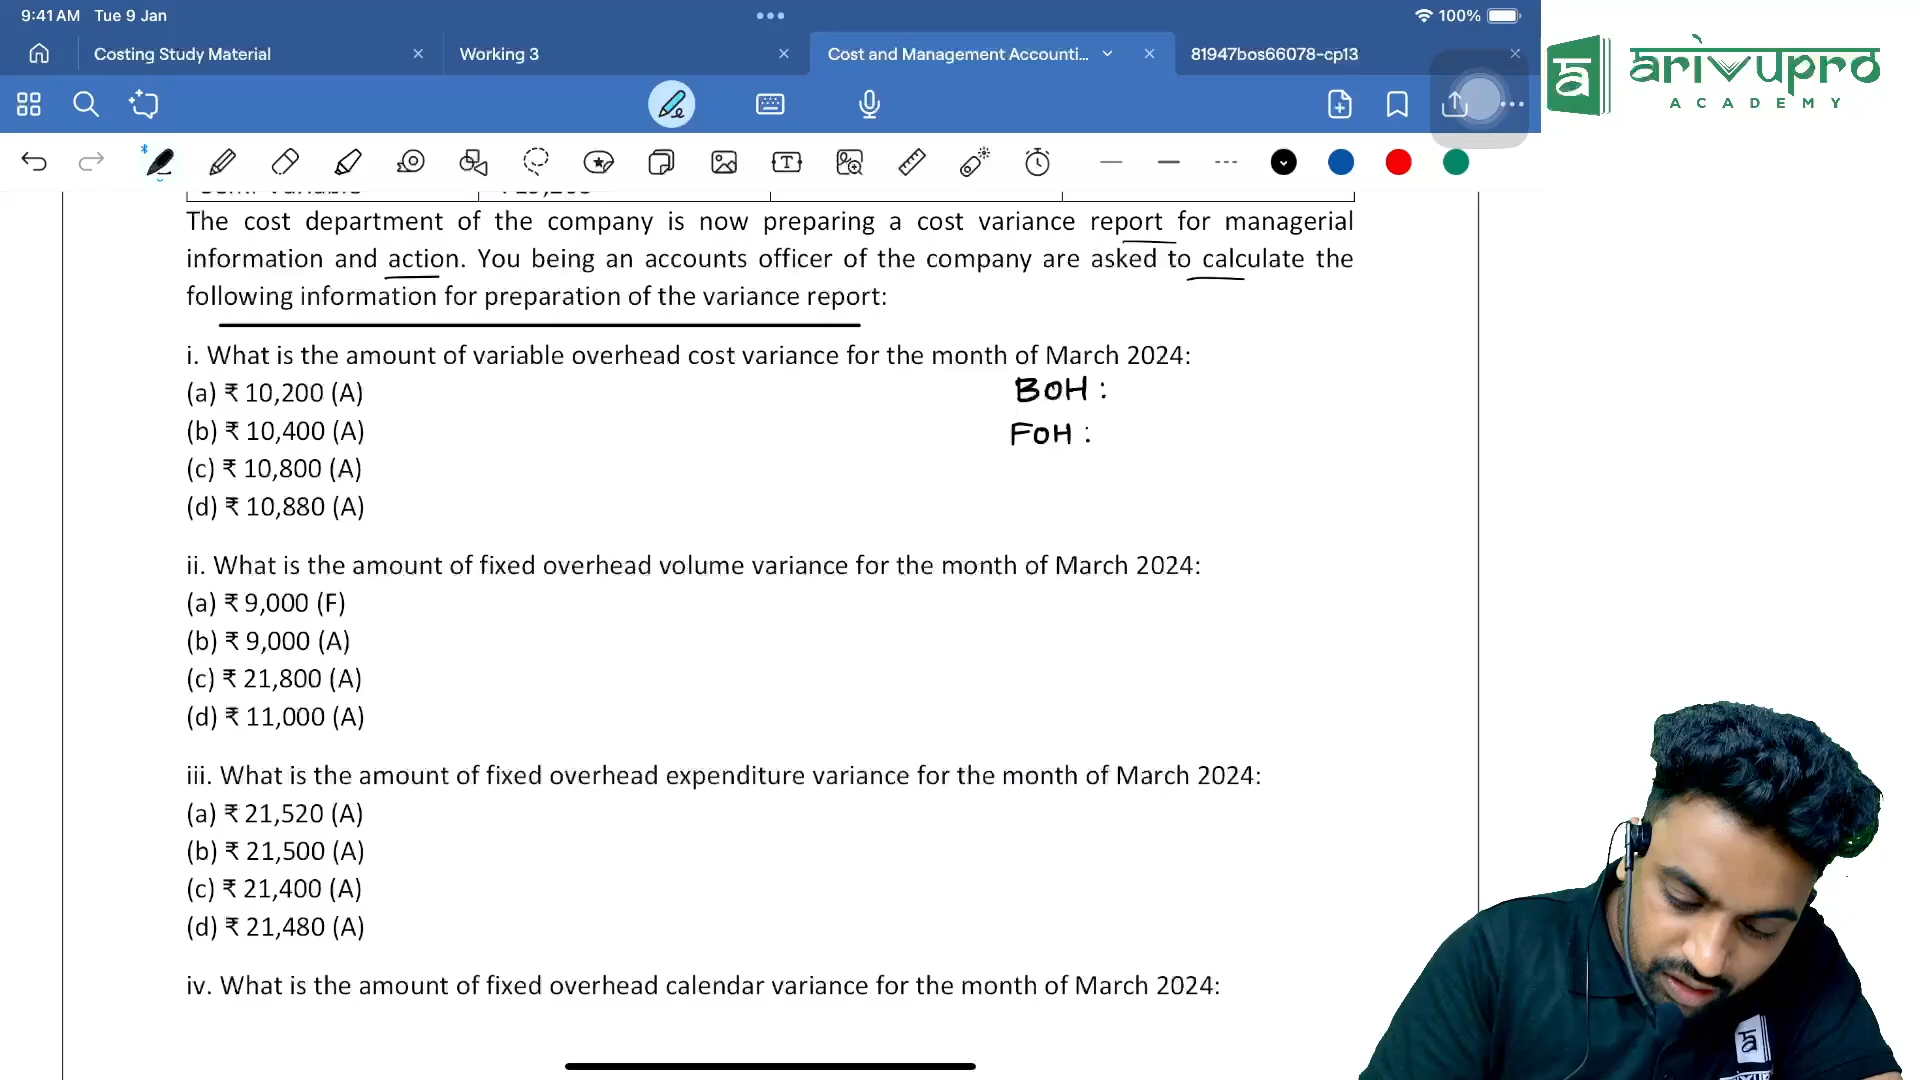 9:41 AM Tue 9 Jan
100%
Costing Study Material
Working 3
Cost and Management Accounti...
81947bos66078-cp13
arivupro
ACADEMY
The cost department of the company is now preparing a cost variance report for managerial
information and action. You being an accounts officer of the company are asked to calculate the
following information for preparation of the variance report:
i. What is the amount of variable overhead cost variance for the month of March 2024:
(a) ₹ 10,200 (A)
BOH :
(b) ₹ 10,400 (A)
FOH :
(c) ₹ 10,800 (A)
(d) ₹ 10,880 (A)
ii. What is the amount of fixed overhead volume variance for the month of March 2024:
(a) ₹ 9,000 (F)
(b) ₹ 9,000 (A)
(c) ₹ 21,800 (A)
(d) ₹ 11,000 (A)
iii. What is the amount of fixed overhead expenditure variance for the month of March 2024:
(a) ₹ 21,520 (A)
(b) ₹ 21,500 (A)
(c) ₹ 21,400 (A)
(d) ₹ 21,480 (A)
iv. What is the amount of fixed overhead calendar variance for the month of March 2024: